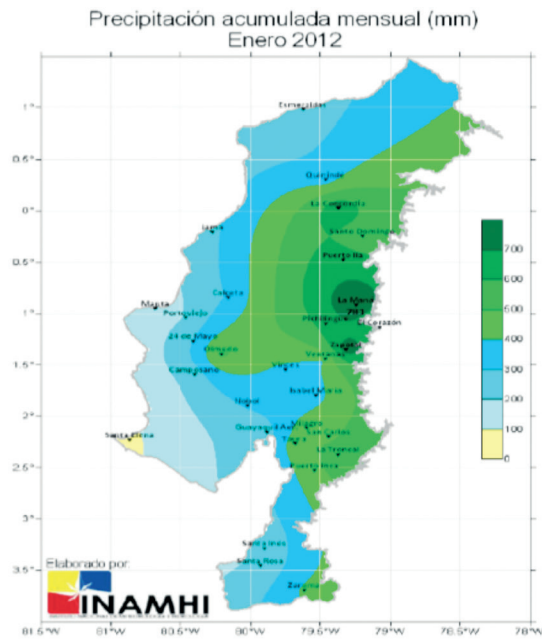 Precipitación acumulada mensual (mm)
Enero 2012
1°
Esmeraldas
0.5°
Quininde
0°
La Concordia
Jama
Santo Domingo
0.5°
Puerto Ila
Calceta
1°
Manta
La Mana
Portoviejo
Pichilingue
El Corazón
24 de Mayo
Olmedo
1.5°
Ventanas
Vinces
Camposano
Isabel Maria
2°
Nobol
Guayaquil
Milagro
San Carlos
Santa Elena
Taura
La Troncal
2.5°
Puerto Inca
3°
Santa Inés
Santa Rosa
3.5°
Zaruma
700
600
500
400
300
200
100
0
Elaborado por:
INAMHI
81.5°W 81°W 80.5°W 80°W 79.5°W 79°W 78.5°W 78°W